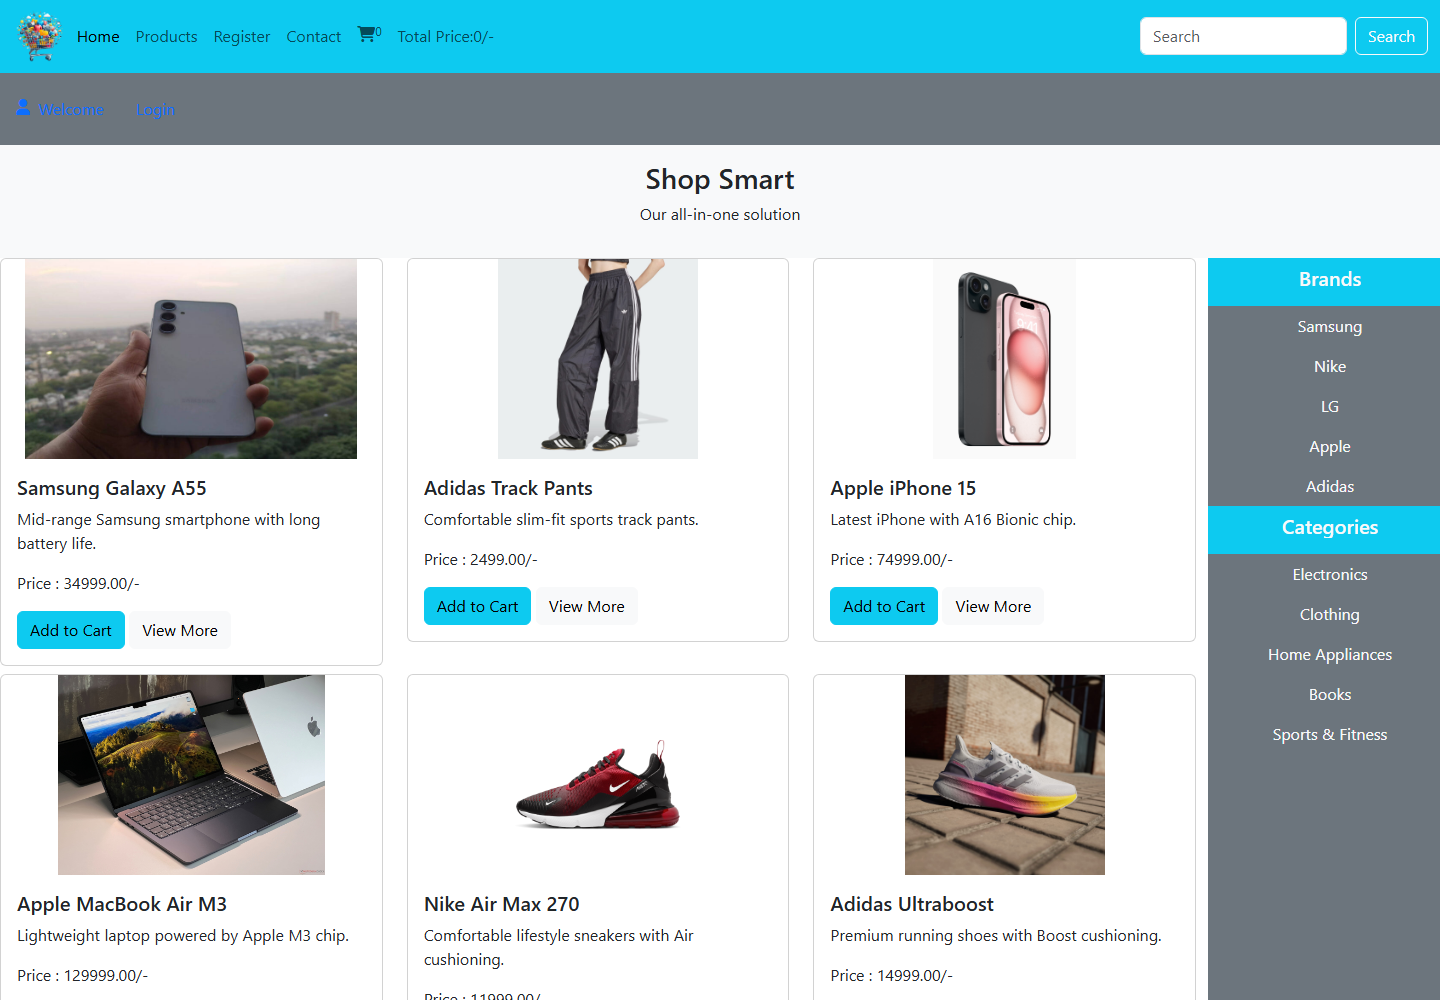 Home Products Register Contact 0 Total Price:0/- Search Search
Welcome Login
Shop Smart
Our all-in-one solution
Samsung Galaxy A55
Mid-range Samsung smartphone with long
battery life.
Price : 34999.00/-
Add to Cart View More
Adidas Track Pants
Comfortable slim-fit sports track pants.
Price : 2499.00/-
Add to Cart View More
Apple iPhone 15
Latest iPhone with A16 Bionic chip.
Price : 74999.00/-
Add to Cart View More
Apple MacBook Air M3
Lightweight laptop powered by Apple M3 chip.
Price : 129999.00/-
Nike Air Max 270
Comfortable lifestyle sneakers with Air
cushioning.
Price : 11999.00/-
Adidas Ultraboost
Premium running shoes with Boost cushioning.
Price : 14999.00/-
Brands
Samsung
Nike
LG
Apple
Adidas
Categories
Electronics
Clothing
Home Appliances
Books
Sports & Fitness